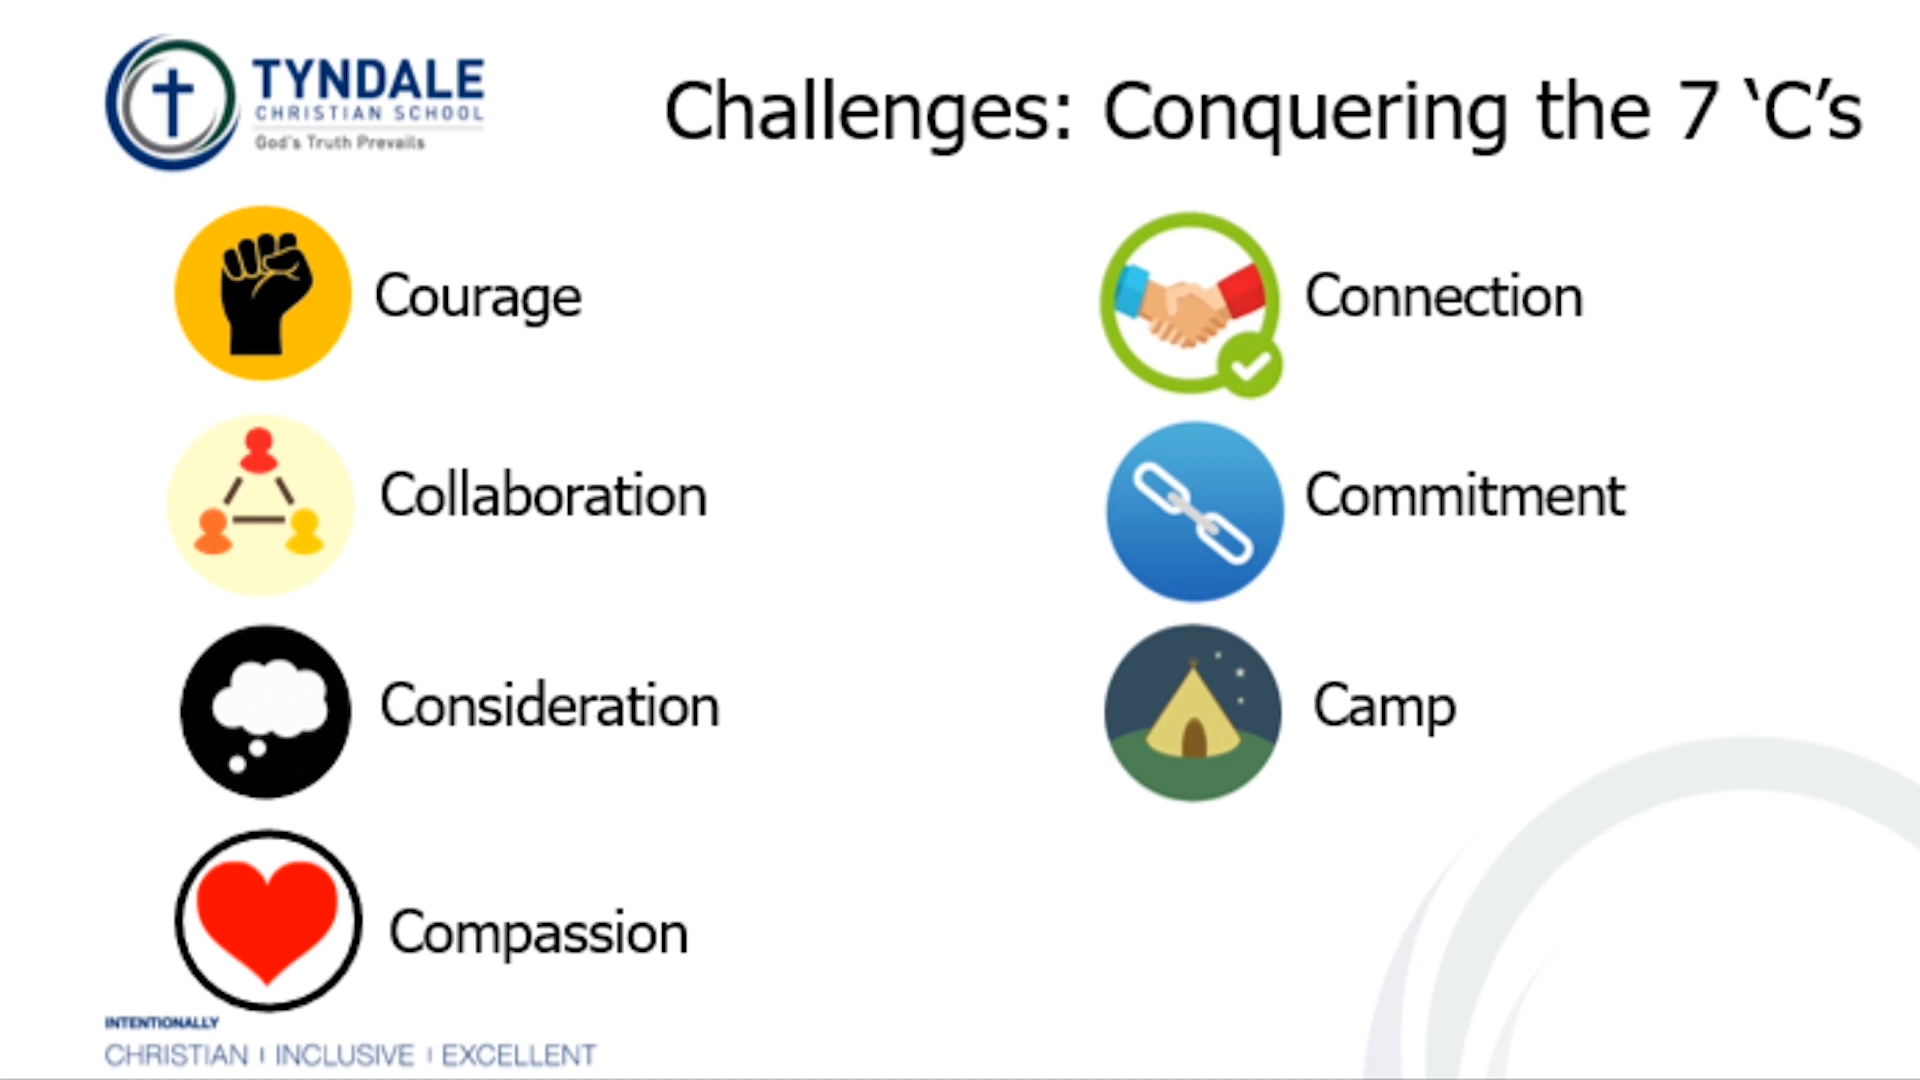 TYNDALE
CHRISTIAN SCHOOL
God's Truth Prevails
Challenges: Conquering the 7 ‘C’s
Courage
Collaboration
Consideration
Compassion
Connection
Commitment
Camp
INTENTIONALLY
CHRISTIAN | INCLUSIVE | EXCELLENT